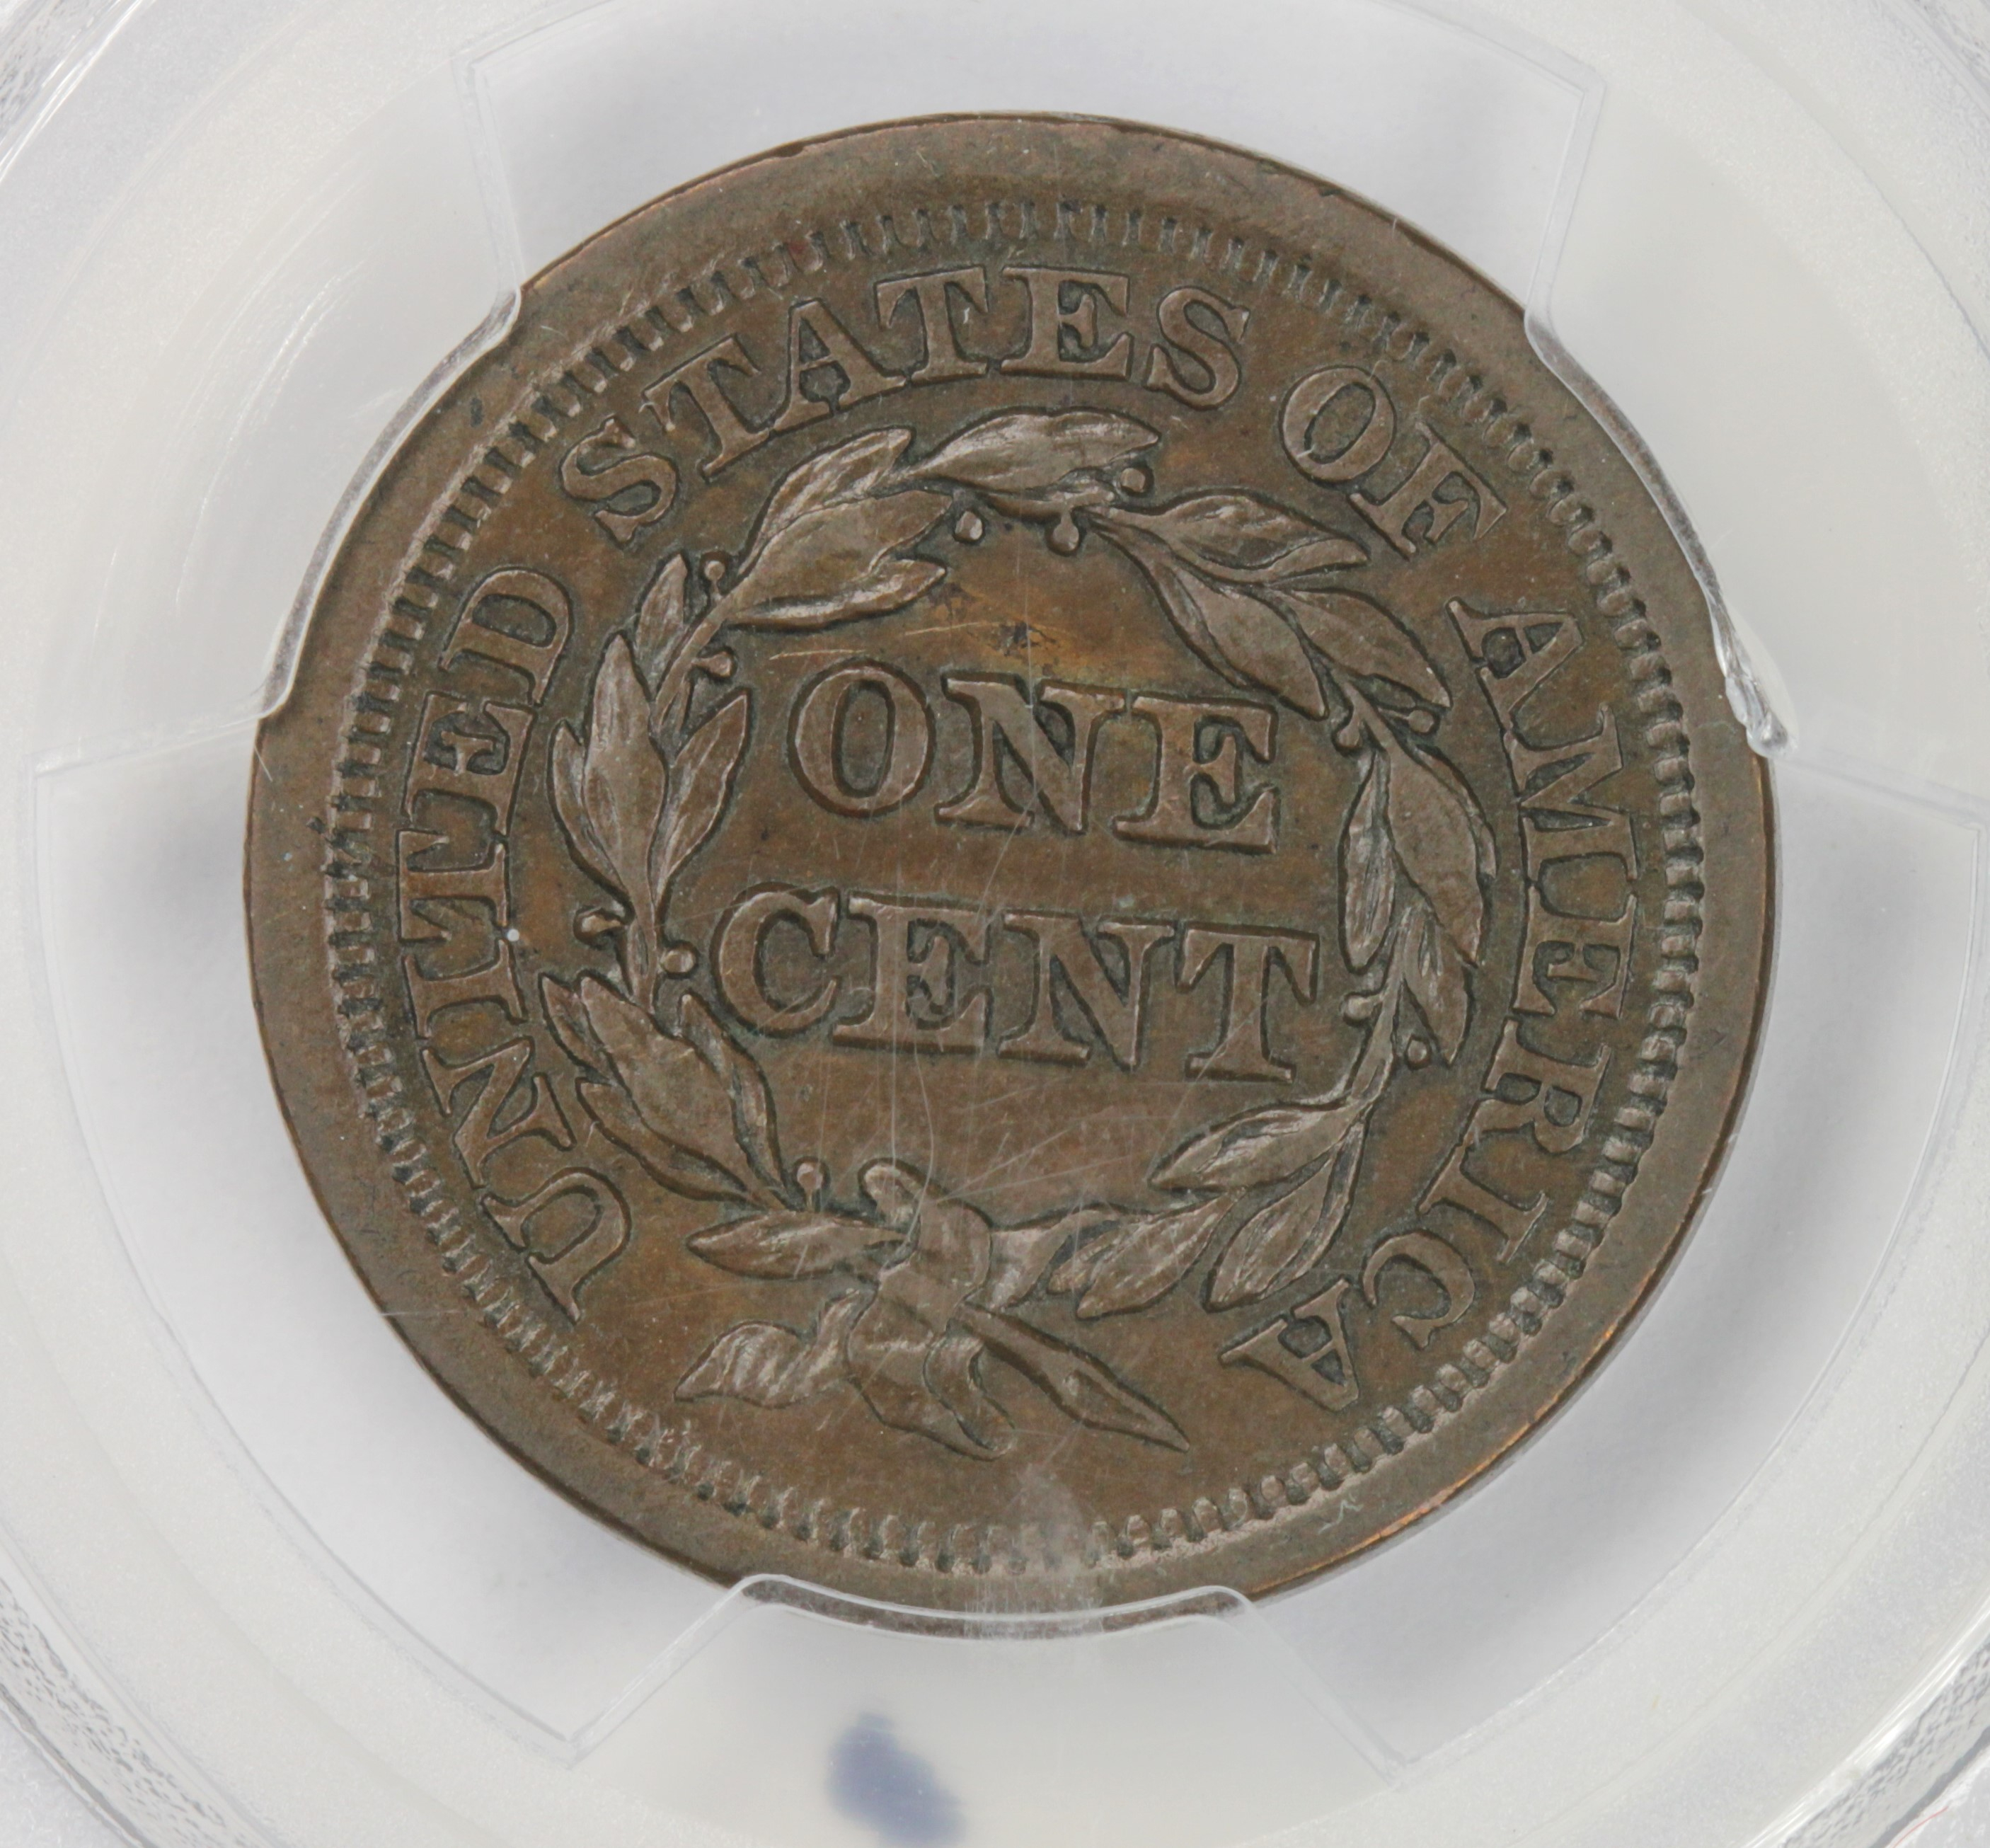 UNITED STATES OF AMERICA
ONE
CENT